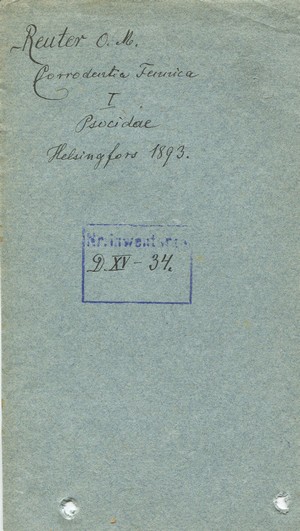 Reuter O. M.
Corrodentia Fennica
I
Psocidae
Helsingfors 1893.
Nr. inwentarza
D. XV - 34.